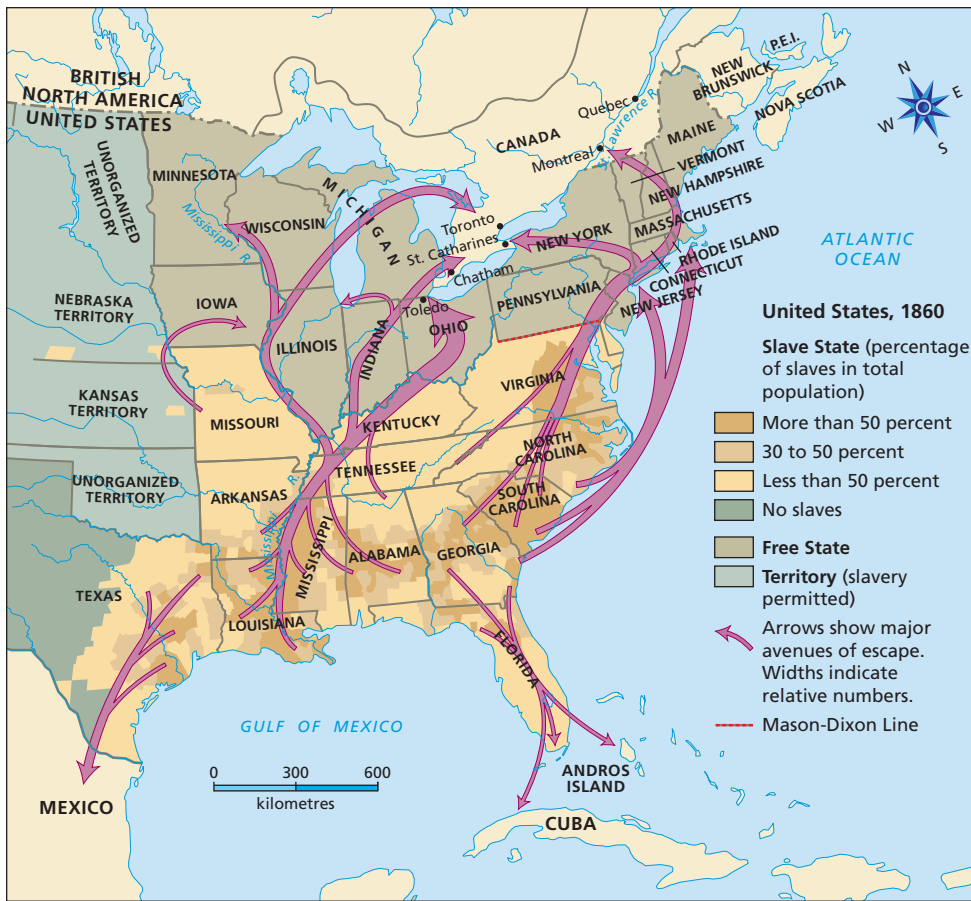 BRITISH
NORTH AMERICA
UNITED STATES
P.E.I.
NEW
BRUNSWICK
NOVA SCOTIA
N
E
W
S
Quebec
St. Lawrence R.
CANADA
Montreal
MAINE
VERMONT
NEW HAMPSHIRE
MASSACHUSETTS
RHODE ISLAND
CONNECTICUT
NEW JERSEY
UNORGANIZED
TERRITORY
MINNESOTA
Mississippi R.
WISCONSIN
MICHIGAN
Toronto
St. Catharines
NEW YORK
Chatham
ATLANTIC
OCEAN
NEBRASKA
TERRITORY
IOWA
Toledo
PENNSYLVANIA
ILLINOIS
INDIANA
OHIO
KANSAS
TERRITORY
MISSOURI
KENTUCKY
VIRGINIA
UNORGANIZED
TERRITORY
ARKANSAS
TENNESSEE
NORTH
CAROLINA
SOUTH
CAROLINA
Mississippi R.
MISSISSIPPI
ALABAMA
GEORGIA
TEXAS
LOUISIANA
FLORIDA
GULF OF MEXICO
MEXICO
0 300 600
kilometres
ANDROS
ISLAND
CUBA
United States, 1860
Slave State (percentage
of slaves in total
population)
More than 50 percent
30 to 50 percent
Less than 50 percent
No slaves
Free State
Territory (slavery
permitted)
Arrows show major
avenues of escape.
Widths indicate
relative numbers.
Mason-Dixon Line